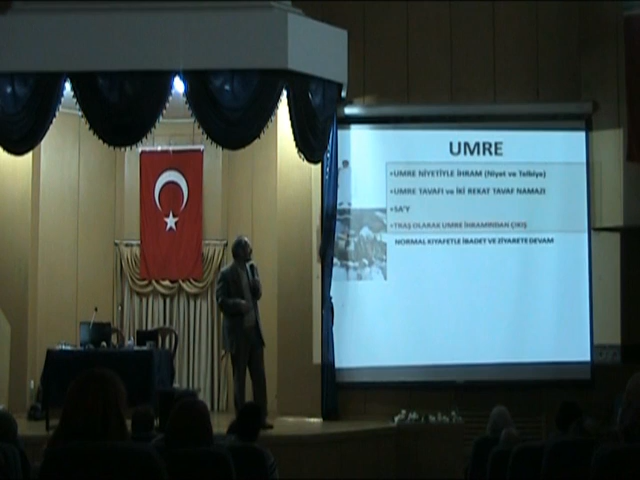 UMRE
•UMRE NİYETİYLE İHRAM (Niyet ve Telbiye)
•UMRE TAVAFI ve İKİ REKAT TAVAF NAMAZI
•SA'Y
•TRAŞ OLARAK UMRE İHRAMINDAN ÇIKIŞ
NORMAL KIYAFETLE İBADET VE ZİYARETE DEVAM